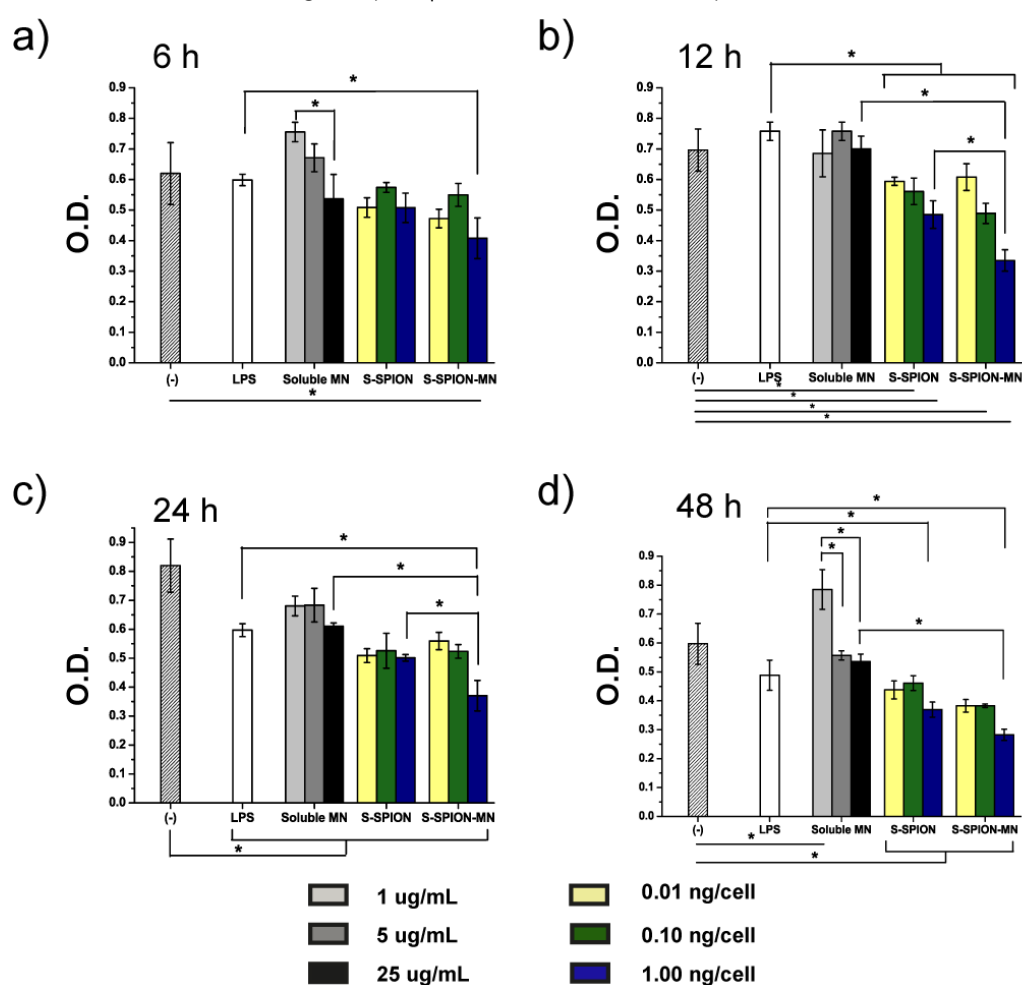 a)
6 h
*
*
0.9
0.8
0.7
0.6
0.5
0.4
0.3
0.2
0.1
0.0
O.D.
(-) LPS Soluble MN S-SPION S-SPION-MN
*
b)
12 h
*
*
*
0.9
0.8
0.7
0.6
0.5
0.4
0.3
0.2
0.1
0.0
O.D.
(-) LPS Soluble MN S-SPION S-SPION-MN
*
*
*
*
c)
24 h
*
*
*
0.9
0.8
0.7
0.6
0.5
0.4
0.3
0.2
0.1
0.0
O.D.
(-) LPS Soluble MN S-SPION S-SPION-MN
*
d)
48 h
*
*
*
*
*
0.9
0.8
0.7
0.6
0.5
0.4
0.3
0.2
0.1
0.0
O.D.
(-) LPS Soluble MN S-SPION S-SPION-MN
*
*
1 ug/mL
5 ug/mL
25 ug/mL
0.01 ng/cell
0.10 ng/cell
1.00 ng/cell